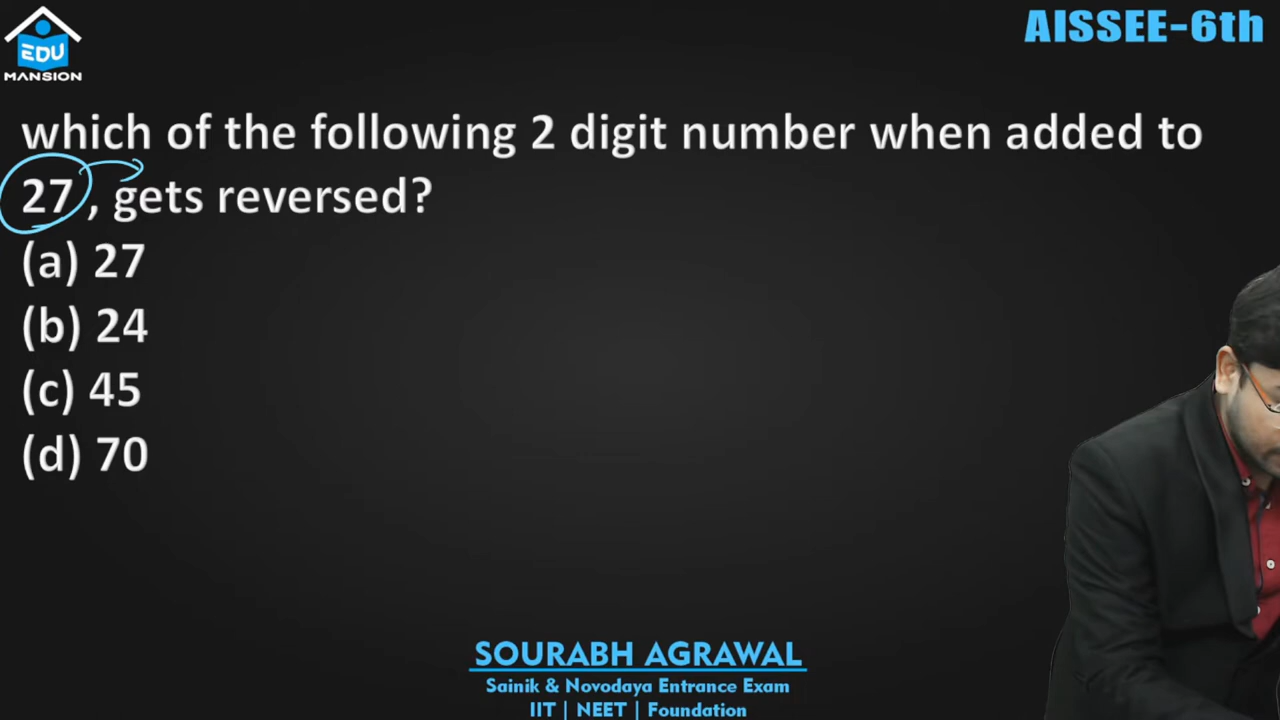 EDU
MANSION
AISSEE-6th
which of the following 2 digit number when added to
27 , gets reversed?
(a) 27
(b) 24
(c) 45
(d) 70
SOURABH AGRAWAL
Sainik & Novodaya Entrance Exam
IIT | NEET | Foundation